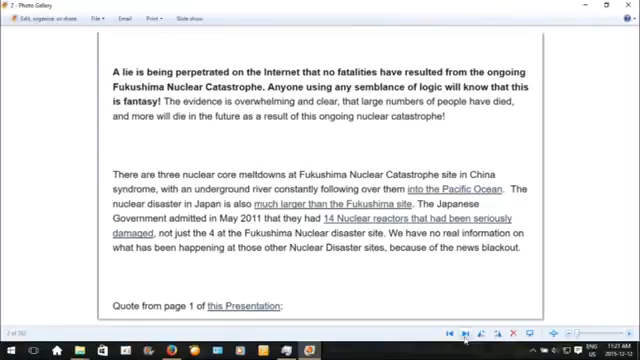 2 - Photo Gallery
Edit, organize, or share
File
Email
Print
Slide show
A lie is being perpetrated on the Internet that no fatalities have resulted from the ongoing
Fukushima Nuclear Catastrophe. Anyone using any semblance of logic will know that this
is fantasy! The evidence is overwhelming and clear, that large numbers of people have died,
and more will die in the future as a result of this ongoing nuclear catastrophe!
There are three nuclear core meltdowns at Fukushima Nuclear Catastrophe site in China
syndrome, with an underground river constantly following over them into the Pacific Ocean. The
nuclear disaster in Japan is also much larger than the Fukushima site. The Japanese
Government admitted in May 2011 that they had 14 Nuclear reactors that had been seriously
damaged, not just the 4 at the Fukushima Nuclear disaster site. We have no real information on
what has been happening at those other Nuclear Disaster sites, because of the news blackout.
Quote from page 1 of this Presentation:
ENG
US
11:21 AM
2015-12-12